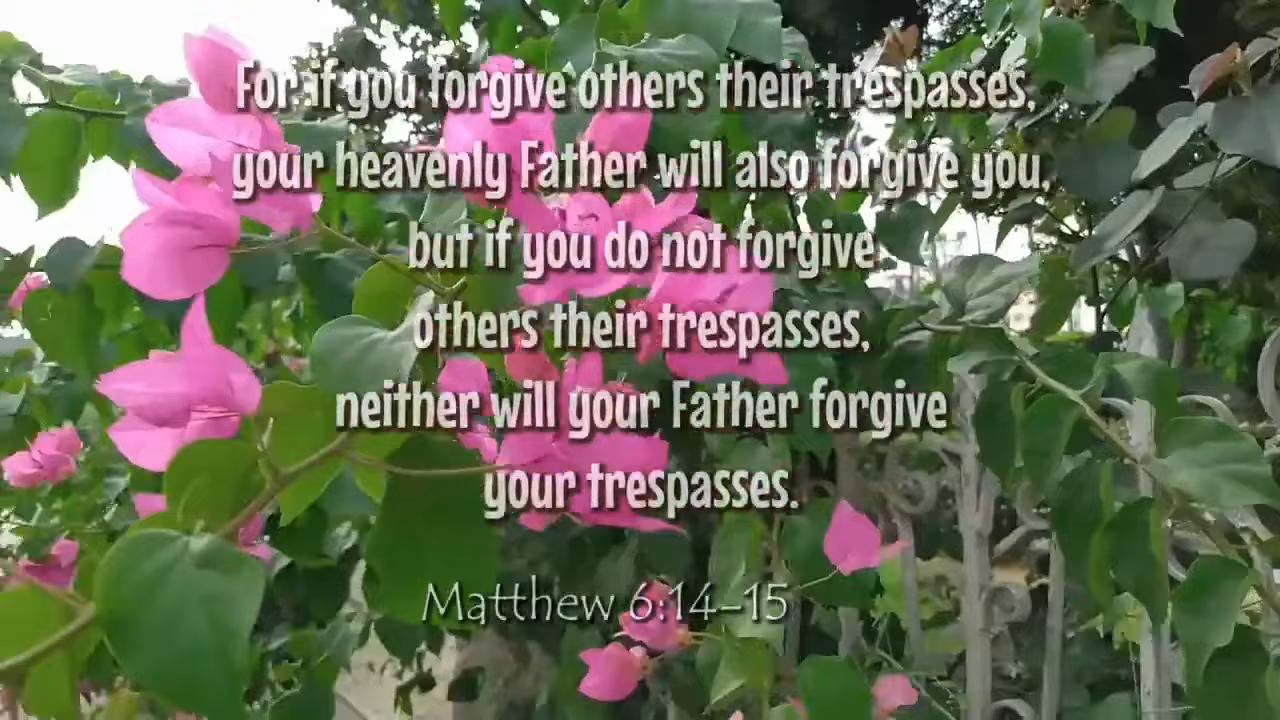 For if you forgive others their trespasses,
your heavenly Father will also forgive you,
but if you do not forgive
others their trespasses,
neither will your Father forgive
your trespasses.
Matthew 6:14-15